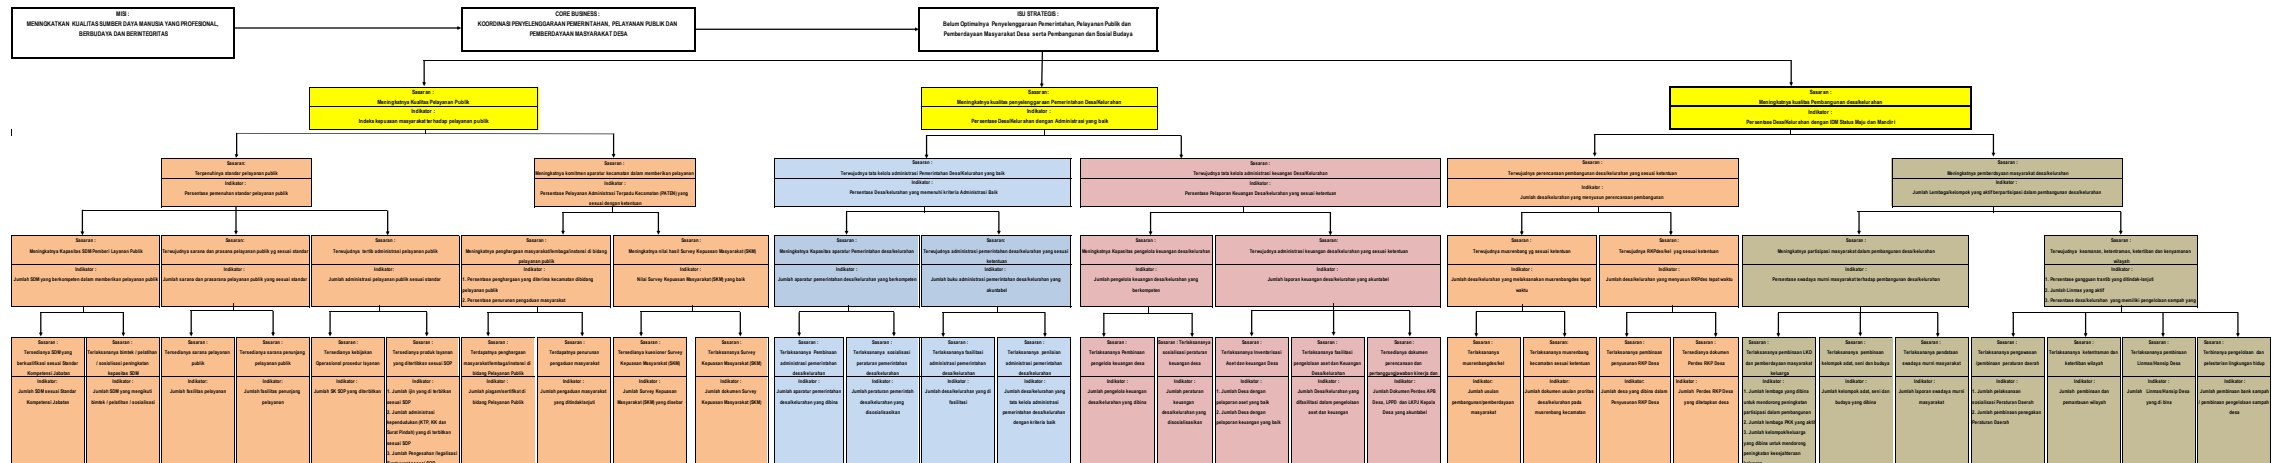 MISI :
MENINGKATKAN KUALITAS SUMBER DAYA MANUSIA YANG PROFESIONAL,
BERBUDAYA DAN BERINTEGRITAS
CORE BUSINESS :
KOORDINASI PENYELENGGARAAN PEMERINTAHAN, PELAYANAN PUBLIK DAN
PEMBERDAYAAN MASYARAKAT DESA
ISU STRATEGIS :
Belum Optimalnya Penyelenggaraan Pemerintahan, Pelayanan Publik dan
Pemberdayaan Masyarakat Desa serta Pembangunan dan Sosial Budaya
Sasaran :
Meningkatnya Kualitas Pelayanan Publik
Indikator :
Indeks kepuasan masyarakat terhadap pelayanan publik
Sasaran :
Meningkatnya kualitas penyelenggaraan Pemerintahan Desa/Kelurahan
Indikator :
Persentase Desa/Kelurahan dengan Administrasi yang baik
Sasaran :
Meningkatnya kualitas Pembangunan desa/kelurahan
Indikator :
Persentase Desa/Kelurahan dengan IDM Status Maju dan Mandiri
Sasaran:
Terpenuhinya standar pelayanan publik
Indikator :
Persentase pemenuhan standar pelayanan publik
Sasaran :
Meningkatnya komitmen aparatur kecamatan dalam memberikan pelayanan
Indikator :
Persentase Pelayanan Administrasi Terpadu Kecamatan (PATEN) yang
sesuai dengan ketentuan
Sasaran :
Terwujudnya tata kelola administrasi Pemerintahan Desa/Kelurahan yang baik
Indikator :
Persentase Desa/kelurahan yang memenuhi kriteria Administrasi Baik
Sasaran :
Terwujudnya tata kelola administrasi keuangan Desa/Kelurahan
Indikator :
Persentase Pelaporan Keuangan Desa/kelurahan yang sesuai ketentuan
Sasaran :
Terwujudnya perencanaan pembangunan desa/kelurahan yang sesuai ketentuan
Indikator :
Jumlah desa/kelurahan yang menyusun perencanaan pembangunan
Sasaran :
Meningkatnya pemberdayaan masyarakat desa/kelurahan
Indikator :
Jumlah Lembaga/kelompok yang aktif berpartisipasi dalam pembangunan desa/kelurahan
Sasaran :
Meningkatnya Kapasitas SDM Pemberi Layanan Publik
Indikator:
Jumlah SDM yang berkompeten dalam memberikan pelayanan publik
Sasaran :
Terwujudnya sarana dan prasana pelayanan publik yg sesuai standar
Indikator :
Jumlah sarana dan prasarana pelayanan publik yang sesuai standar
Sasaran :
Terwujudnya tertib administrasi pelayanan publik
Indikator:
Jumlah administrasi pelayanan publik sesuai standar
Sasaran :
Meningkatnya penghargaan masyarakat/lembaga/instansi di bidang
pelayanan publik
Indikator:
1. Persentase penghargaan yang diterima kecamatan dibidang
pelayanan publik
2. Persentase penurunan pengaduan masyarakat
Sasaran :
Meningkatnya nilai hasil Survey Kepuasan Masyarakat (SKM)
Indikator :
Nilai Survey Kepuasan Masyarakat (SKM) yang baik
Sasaran :
Meningkatnya Kapasitas aparatur Pemerintahan desa/kelurahan
Indikator :
Jumlah aparatur pemerintahan desa/kelurahan yang berkompeten
Sasaran :
Terwujudnya administrasi pemerintahan desa/kelurahan yang sesuai
ketentuan
Indikator :
Jumlah buku administrasi pemerintahan desa/kelurahan yang
akuntabel
Sasaran :
Meningkatnya Kapasitas pengelola keuangan desa/kelurahan
Indikator :
Jumlah pengelola keuangan desa/kelurahan yang
berkompeten
Sasaran :
Terwujudnya administrasi keuangan desa/kelurahan yang sesuai ketentuan
Indikator :
Jumlah laporan keuangan desa/kelurahan yang akuntabel
Sasaran :
Terwujudnya musrenbang yg sesuai ketentuan
Indikator :
Jumlah desa/kelurahan yang melaksanakan musrenbangdes tepat
waktu
Sasaran :
Terwujudnya RKPdes/kel yang sesuai ketentuan
Indikator :
Jumlah desa/kelurahan yang menyusun RKPDes tepat waktu
Sasaran :
Meningkatnya partisipasi masyarakat dalam pembangunan desa/kelurahan
Indikator :
Persentase swadaya murni masyarakat terhadap pembangunan desa/kelurahan
Sasaran :
Terwujudnya keamanan, ketentraman, ketertiban dan kenyamanan
wilayah
Indikator :
1. Persentase gangguan trantib yang ditindak-lanjuti
2. Jumlah Linmas yang aktif
3. Persentase desa/kelurahan yang memiliki pengelolaan sampah yang
Sasaran :
Tersedianya SDM yang
berkualifikasi sesuai Standar
Kompetensi Jabatan
Indikator:
Jumlah SDM sesuai Standar
Kompetensi Jabatan
Sasaran :
Terlaksananya bimtek / pelatihan
/ sosialisasi peningkatan
kapasitas SDM
Indikator:
Jumlah SDM yang mengikuti
bimtek / pelatihan / sosialisasi
Sasaran :
Tersedianya sarana pelayanan
publik
Indikator:
Jumlah fasilitas pelayanan
Sasaran :
Tersedianya sarana penunjang
pelayanan publik
Indikator:
Jumlah fasilitas penunjang
pelayanan
Sasaran :
Tersedianya kebijakan
Operasional prosedur layanan
Indikator:
Jumlah SK SOP yang diterbitkan
Sasaran :
Tersedianya produk layanan
yang diterbitkan sesuai SOP
Indikator:
1. Jumlah ijin yang di terbitkan
sesuai SOP
2. Jumlah administrasi
kependudukan (KTP, KK dan
Surat Pindah) yang di terbitkan
sesuai SOP
3. Jumlah Pengesahan /legalisasi
Sasaran :
Terdapatnya penghargaan
masyarakat/lembaga/instansi di
bidang Pelayanan Publik
Indikator:
Jumlah piagam/sertifikat di
bidang Pelayanan Publik
Sasaran :
Terdapatnya penurunan
pengaduan masyarakat
Indikator:
Jumlah pengaduan masyarakat
yang ditindaklanjuti
Sasaran :
Tersedianya kuesioner Survey
Kepuasan Masyarakat (SKM)
Indikator :
Jumlah Survey Kepuasan
Masyarakat (SKM) yang disebar
Sasaran :
Terlaksananya Survey
Kepuasan Masyarakat (SKM)
Indikator :
Jumlah dokumen Survey
Kepuasan Masyarakat (SKM)
Sasaran :
Terlaksananya Pembinaan
administrasi pemerintahan
desa/kelurahan
Indikator :
Jumlah aparatur pemerintahan
desa/kelurahan yang dibina
Sasaran :
Terlaksananya sosialisasi
peraturan pemerintahan
desa/kelurahan
Indikator :
Jumlah peraturan pemerintah
desa/kelurahan yang
disosialisasikan
Sasaran :
Terlaksananya fasilitasi
administrasi pemerintahan
desa/kelurahan
Indikator :
Jumlah desa/kelurahan yang di
fasilitasi
Sasaran :
Terlaksananya penilaian
administrasi pemerintahan
desa/kelurahan
Indikator :
Jumlah desa/kelurahan yang
tata kelola administrasi
pemerintahan desa/kelurahan
dengan kriteria baik
Sasaran :
Terlaksananya Pembinaan
pengelola keuangan desa
Indikator :
Jumlah pengelola keuangan
desa/kelurahan yang dibina
Sasaran : Terlaksananya
sosialisasi peraturan
keuangan desa
Indikator :
Jumlah peraturan
keuangan
desa/kelurahan yang
disosialisasikan
Sasaran :
Terlaksananya Inventarisasi
Aset dan Keuangan Desa
Indikator :
1. Jumlah Desa dengan
pelaporan aset yang baik
2. Jumlah Desa dengan
pelaporan keuangan yang baik
Sasaran :
Terlaksananya fasilitasi
pengelolaan aset dan Keuangan
Desa/kelurahan
Indikator :
Jumlah Desa/kelurahan yang
difasilitasi dalam pengelolaan
aset dan keuangan
Sasaran :
Tersedianya dokumen
perencanaan dan
pertanggungjawaban kinerja dan
Indikator :
Jumlah Dokumen Perdes APB
Desa, LPPD dan LKPJ Kepala
Desa yang akuntabel
Sasaran :
Terlaksananya
musrenbangdes/kel
Indikator :
Jumlah usulan
pembangunan/pemberdayaan
masyarakat
Sasaran :
Terlaksananya musrenbang
kecamatan sesuai ketentuan
Indikator :
Jumlah dokumen usulan prioritas
desa/kelurahan pada
musrenbang kecamatan
Sasaran :
Terlaksananya pembinaan
penyusunan RKP Desa
Indikator :
Jumlah desa yang dibina dalam
Penyusunan RKP Desa
Sasaran :
Tersedianya dokumen
Perdes RKP Desa
Indikator :
Jumlah Perdes RKP Desa
yang ditetapkan desa
Sasaran :
Terlaksananya pembinaan LKD
dan pemberdayaan masyarakat
keluarga
Indikator :
1. Jumlah lembaga yang dibina
untuk mendorong peningkatan
partisipasi dalam pembangunan
2. Jumlah lembaga PKK yang aktif
3. Jumlah kelompok/keluarga
yang dibina untuk mendorong
peningkatan kesejahteraan
Sasaran :
Terlaksananya pembinaan
kelompok adat, seni dan budaya
Indikator :
Jumlah kelompok adat, seni dan
budaya yang dibina
Sasaran :
Terlaksananya pendataan
swadaya murni masyarakat
Indikator :
Jumlah laporan swadaya murni
masyarakat
Sasaran :
Terlaksananya pengawasan
/pembinaan peraturan daerah
Indikator :
1. Jumlah pelaksanaan
sosialisasi Peraturan Daerah
2. Jumlah pembinaan penegakan
Peraturan Daerah
Sasaran :
Terlaksananya ketentraman dan
ketertiban wilayah
Indikator :
Jumlah pembinaan dan
pemantauan wilayah
Sasaran :
Terlaksananya pembinaan
Linmas/Hansip Desa
Indikator :
Jumlah Linmas/Hansip Desa
yang di bina
Sasaran :
Terbinanya pengelolaan dan
pelestarian lingkungan hidup
Indikator :
Jumlah pembinaan bank sampah
/ pembinaan pengelolaan sampah
desa